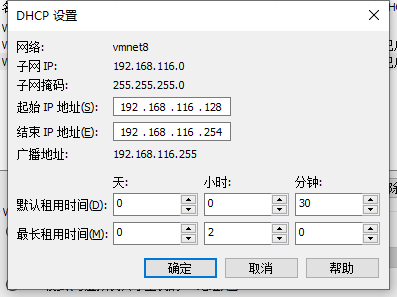 DHCP 设置
网络: vmnet8
子网 IP: 192.168.116.0
子网掩码: 255.255.255.0
起始 IP 地址(S): 192 . 168 . 116 . 128
结束 IP 地址(E): 192 . 168 . 116 . 254
广播地址: 192.168.116.255
天: 小时: 分钟:
默认租用时间(D): 0 0 30
最长租用时间(M): 0 2 0
确定 取消 帮助